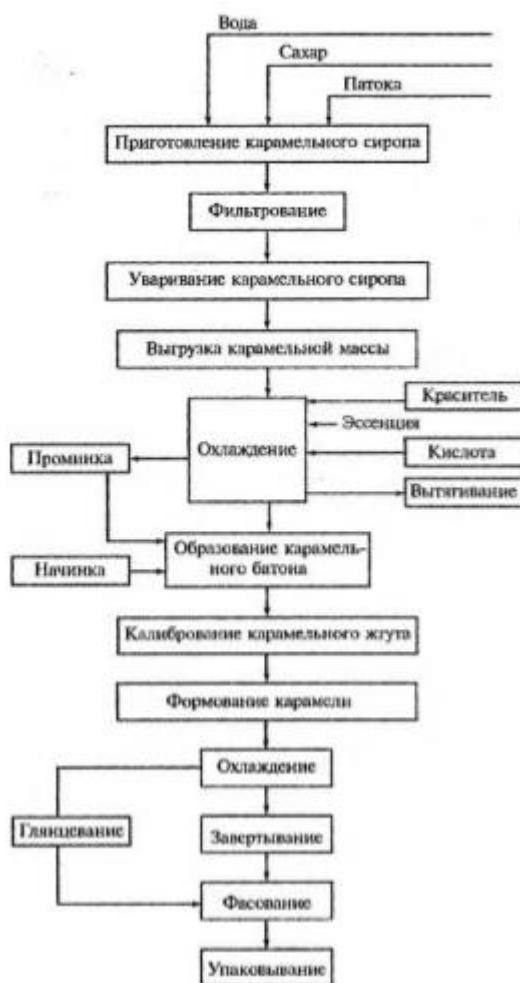 Вода
Сахар
Патока
Приготовление карамельного сиропа
Фильтрование
Уваривание карамельного сиропа
Выгрузка карамельной массы
Краситель
Эссенция
Охлаждение
Кислота
Проминка
Вытягивание
Образование карамель-
ного батона
Начинка
Калибрование карамельного жгута
Формование карамели
Охлаждение
Глянцевание
Завертывание
Фасование
Упаковывание